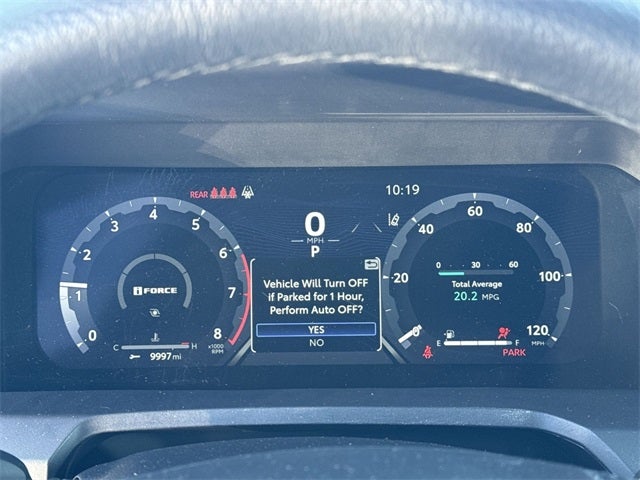 REAR
10:19
0
MPH
P
0
1
2
3
4
5
6
7
8
x1000
RPM
iFORCE
C H
9997 mi
Vehicle Will Turn OFF
if Parked for 1 Hour,
Perform Auto OFF?
YES
NO
0
20
40
60
80
100
120
MPH
0 30 60
Total Average
20.2 MPG
E F
PARK